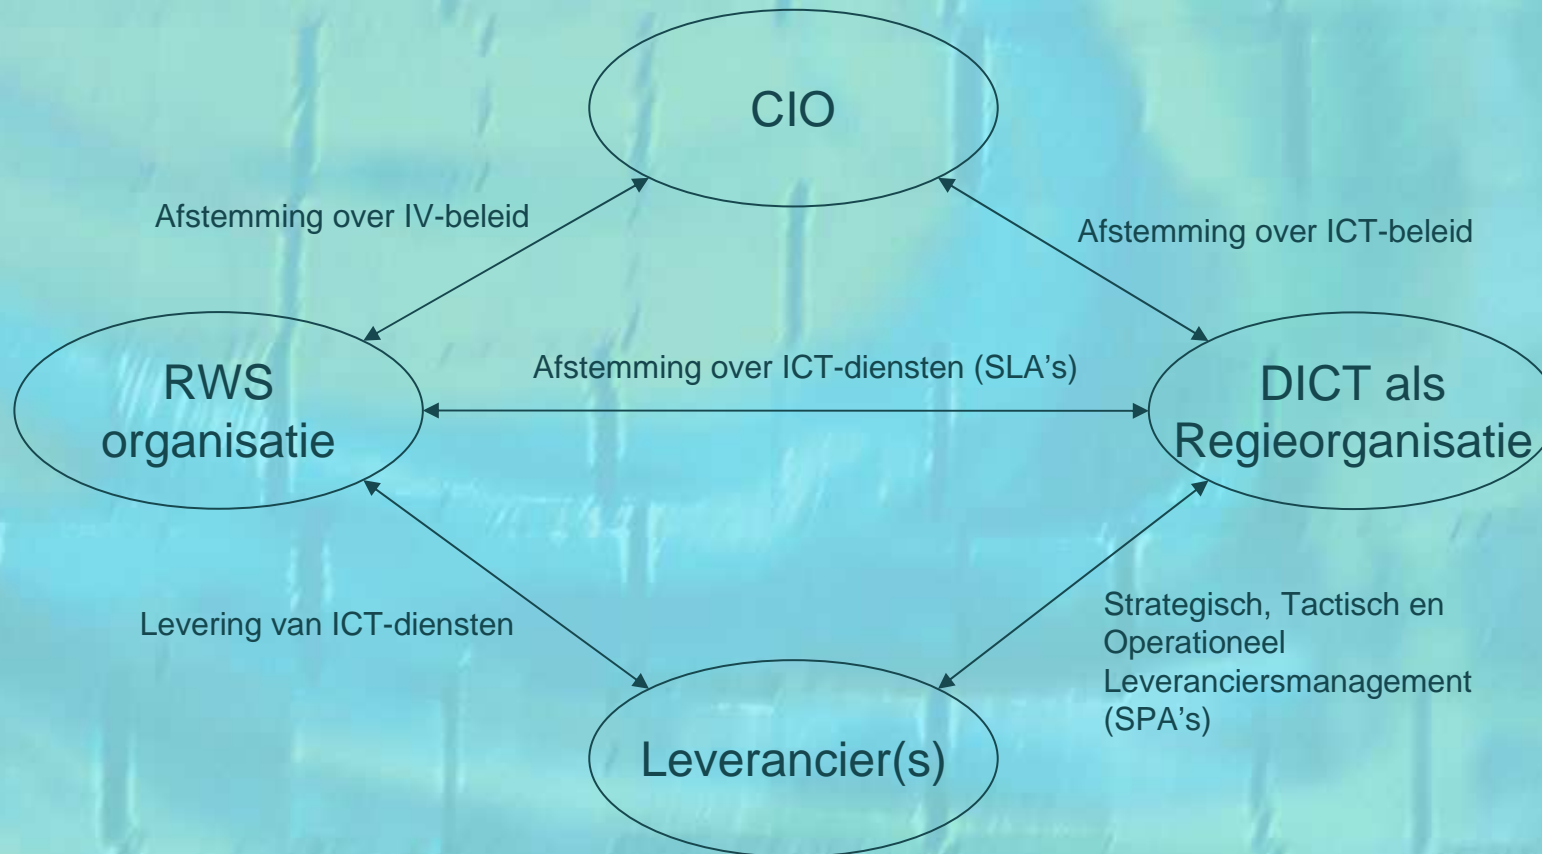 CIO
Afstemming over IV-beleid
Afstemming over ICT-beleid
RWS
organisatie
Afstemming over ICT-diensten (SLA’s)
DICT als
Regieorganisatie
Levering van ICT-diensten
Strategisch, Tactisch en
Operationeel
Leveranciersmanagement
(SPA’s)
Leverancier(s)